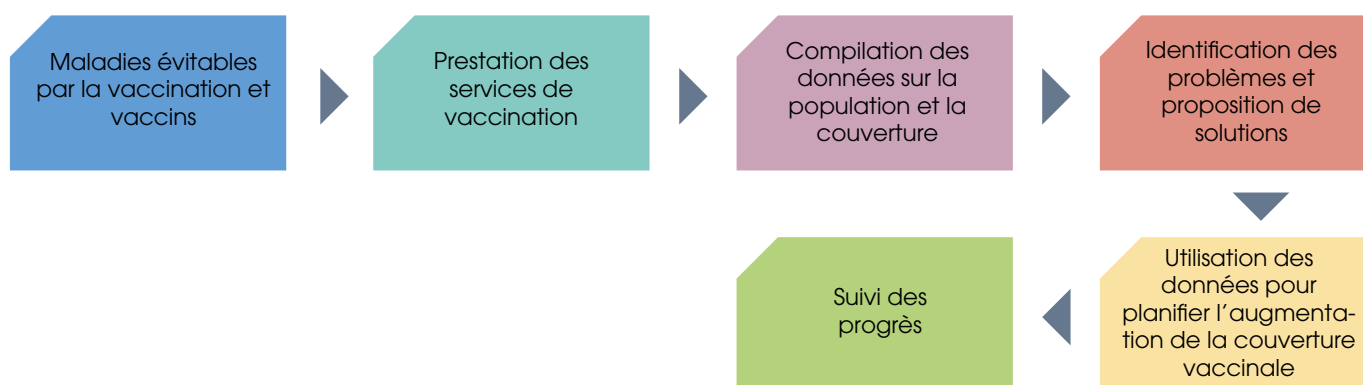 Maladies évitables
par la vaccination et
vaccins
Prestation des
services de
vaccination
Compilation des
données sur la
population et la
couverture
Identification des
problèmes et
proposition de
solutions
Utilisation des
données pour
planifier l’augmenta-
tion de la couverture
vaccinale
Suivi des
progrès